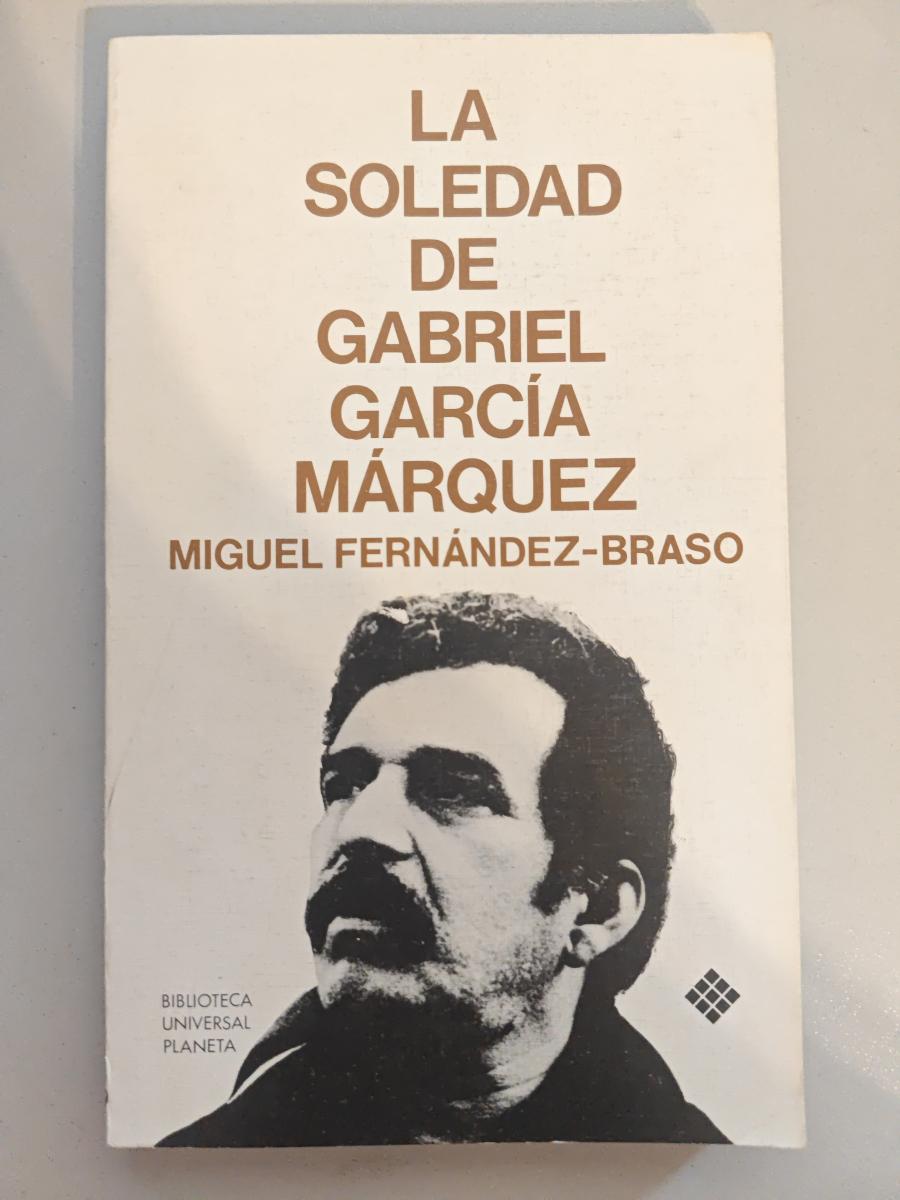 LA
SOLEDAD
DE
GABRIEL
GARCÍA
MÁRQUEZ
MIGUEL FERNÁNDEZ-BRASO
BIBLIOTECA
UNIVERSAL
PLANETA